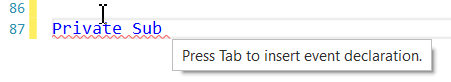 86
87 Private Sub
Press Tab to insert event declaration.